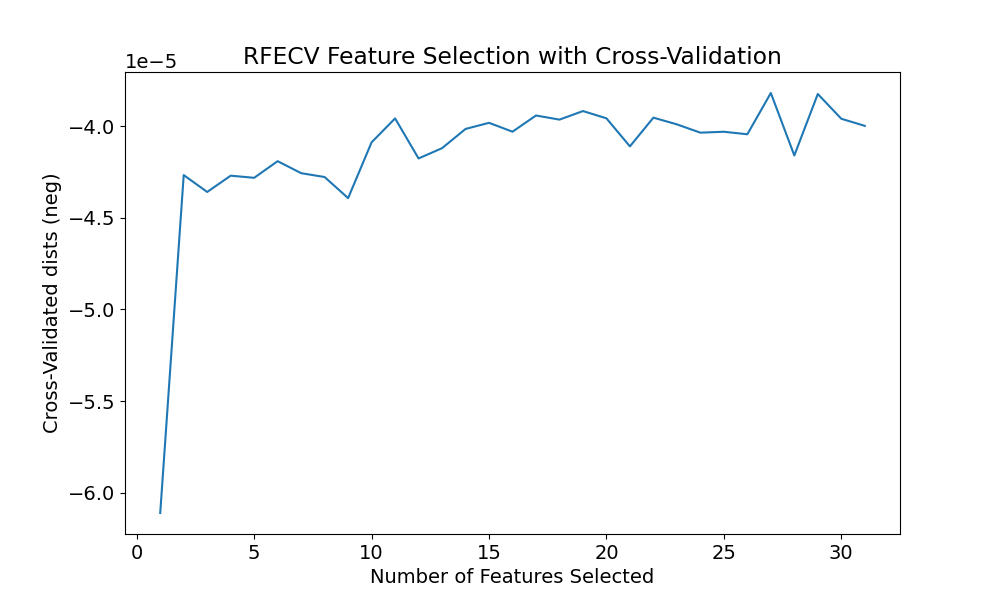 RFECV Feature Selection with Cross-Validation
1e−5
−4.0
−4.5
−5.0
−5.5
−6.0
Cross-Validated dists (neg)
0 5 10 15 20 25 30
Number of Features Selected